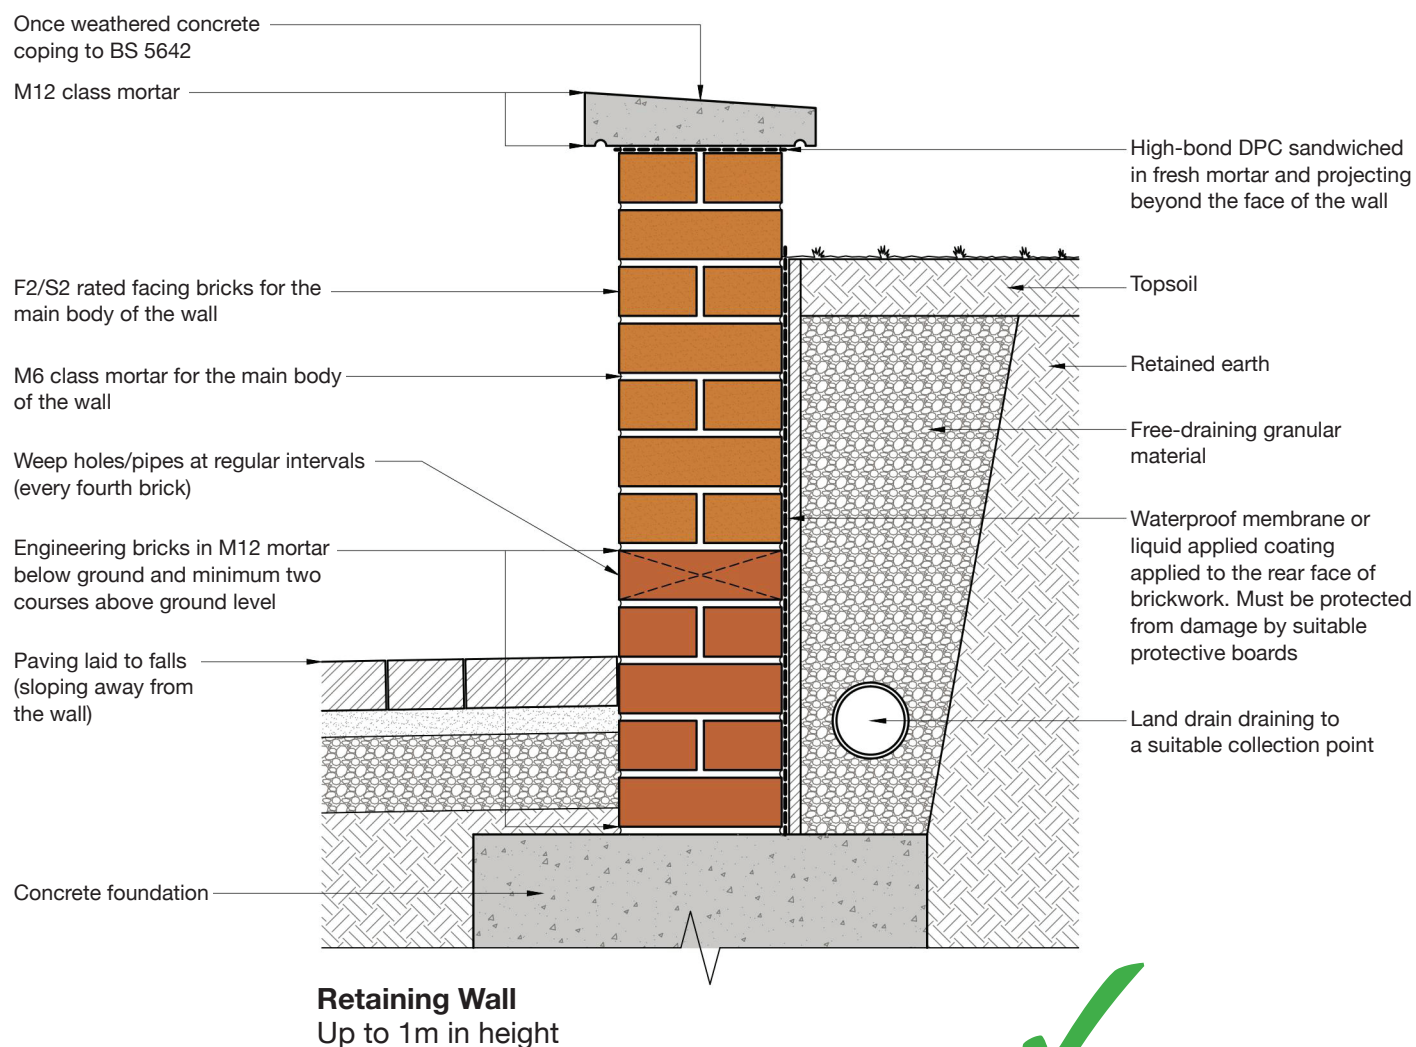 Once weathered concrete
coping to BS 5642
M12 class mortar
High-bond DPC sandwiched
in fresh mortar and projecting
beyond the face of the wall
F2/S2 rated facing bricks for the
main body of the wall
Topsoil
M6 class mortar for the main body
of the wall
Retained earth
Free-draining granular
material
Weep holes/pipes at regular intervals
(every fourth brick)
Waterproof membrane or
liquid applied coating
applied to the rear face of
brickwork. Must be protected
from damage by suitable
protective boards
Engineering bricks in M12 mortar
below ground and minimum two
courses above ground level
Paving laid to falls
(sloping away from
the wall)
Land drain draining to
a suitable collection point
Concrete foundation
Retaining Wall
Up to 1m in height